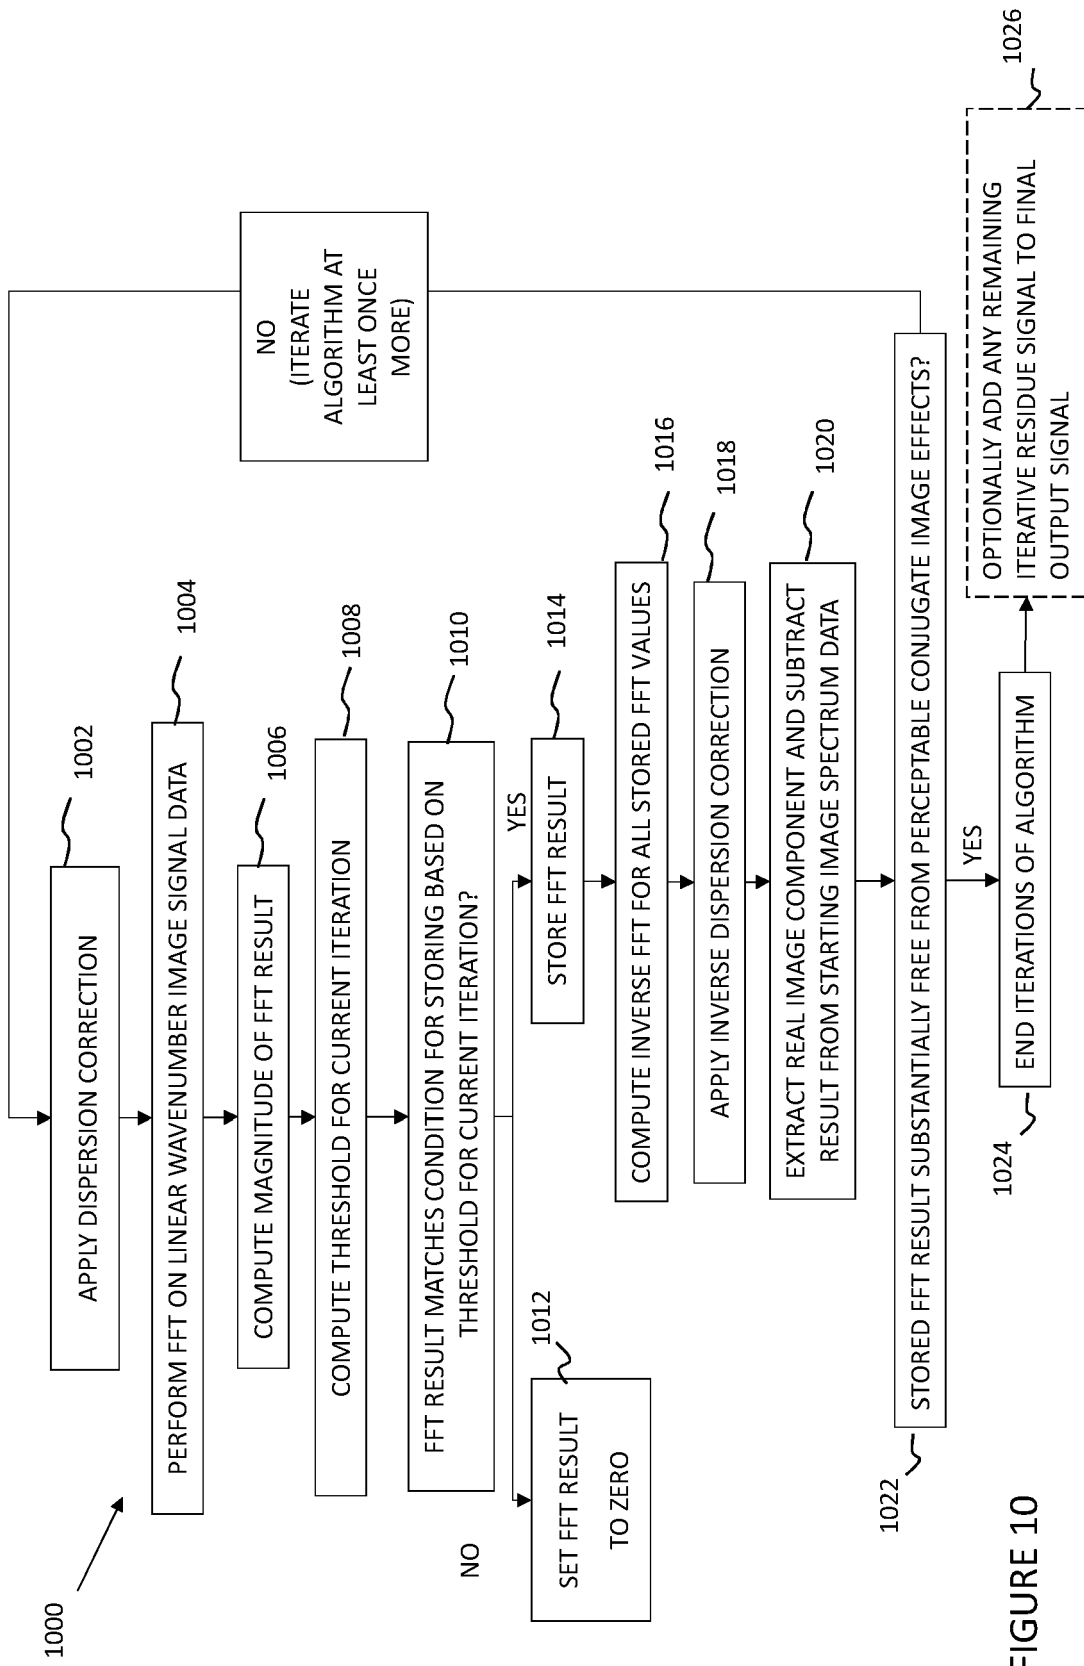 1000
APPLY DISPERSION CORRECTION
1002
PERFORM FFT ON LINEAR WAVENUMBER IMAGE SIGNAL DATA
1004
COMPUTE MAGNITUDE OF FFT RESULT
1006
COMPUTE THRESHOLD FOR CURRENT ITERATION
1008
FFT RESULT MATCHES CONDITION FOR STORING BASED ON
THRESHOLD FOR CURRENT ITERATION?
1010
NO
YES
SET FFT RESULT
TO ZERO
1012
STORE FFT RESULT
1014
COMPUTE INVERSE FFT FOR ALL STORED FFT VALUES
1016
APPLY INVERSE DISPERSION CORRECTION
1018
EXTRACT REAL IMAGE COMPONENT AND SUBTRACT
RESULT FROM STARTING IMAGE SPECTRUM DATA
1020
NO
(ITERATE
ALGORITHM AT
LEAST ONCE
MORE)
STORED FFT RESULT SUBSTANTIALLY FREE FROM PERCEPTABLE CONJUGATE IMAGE EFFECTS?
1022
YES
END ITERATIONS OF ALGORITHM
1024
OPTIONALLY ADD ANY REMAINING
ITERATIVE RESIDUE SIGNAL TO FINAL
OUTPUT SIGNAL
1026
FIGURE 10